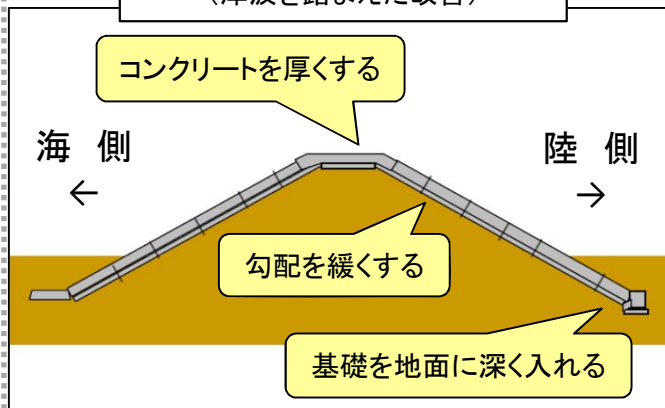 コンクリートを厚くする
海 側
←
陸 側
→
勾配を緩くする
基礎を地面に深く入れる